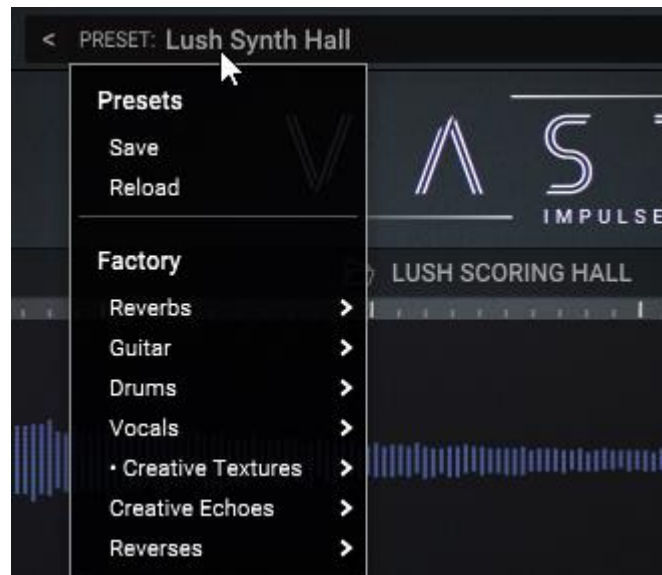 < PRESET: Lush Synth Hall
Presets
Save
Reload
VAS
IMPULSE
Factory
LUSH SCORING HALL
Reverbs >
Guitar >
Drums >
Vocals >
• Creative Textures >
Creative Echoes >
Reverses >